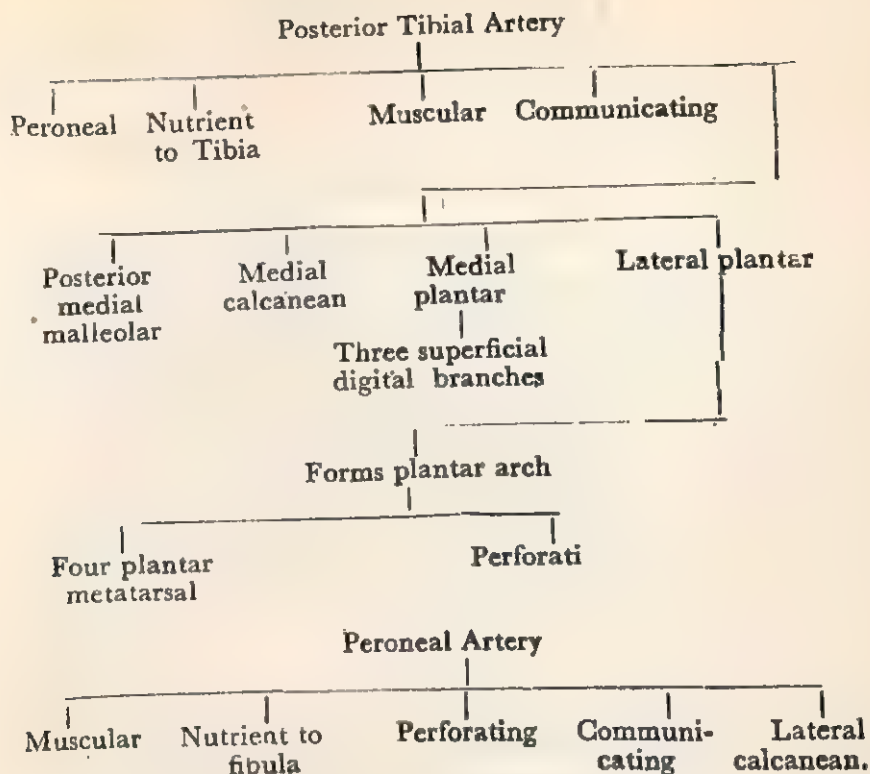 Posterior Tibial Artery
Peroneal Nutrient Muscular Communicating
to Tibia
Posterior Medial Medial Lateral plantar
medial calcanean plantar
malleolar
Three superficial
digital branches
Forms plantar arch
Four plantar Perforati
metatarsal
Peroneal Artery
Muscular Nutrient to Perforating Communi- Lateral
fibula cating calcanean.